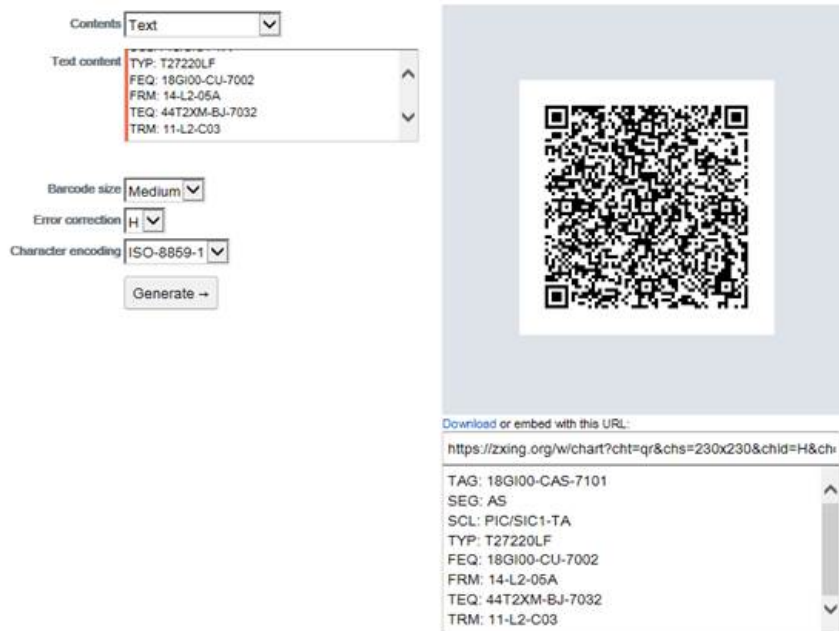 Contents Text
Text content
TYP: T27220LF
FEQ: 18GI00-CU-7002
FRM: 14-L2-05A
TEQ: 44T2XM-BJ-7032
TRM: 11-L2-C03
Barcode size Medium
Error correction H
Character encoding ISO-8859-1
Generate →
Download or embed with this URL:
https://zxing.org/w/chart?cht=qr&chs=230x230&chld=H&ch
TAG: 18GI00-CAS-7101
SEG: AS
SCL: PIC/SIC1-TA
TYP: T27220LF
FEQ: 18GI00-CU-7002
FRM: 14-L2-05A
TEQ: 44T2XM-BJ-7032
TRM: 11-L2-C03